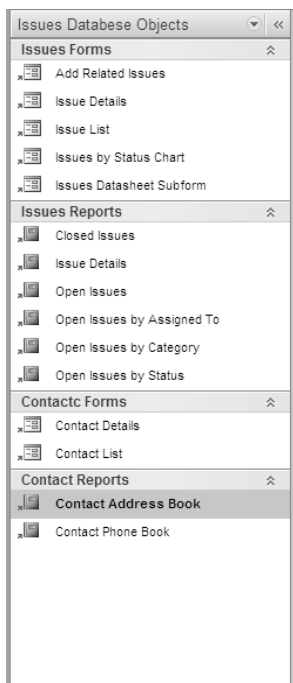 Issues Databese Objects
Issues Forms
Add Related Issues
Issue Details
Issue List
Issues by Status Chart
Issues Datasheet Subform
Issues Reports
Closed Issues
Issue Details
Open Issues
Open Issues by Assigned To
Open Issues by Category
Open Issues by Status
Contactc Forms
Contact Details
Contact List
Contact Reports
Contact Address Book
Contact Phone Book